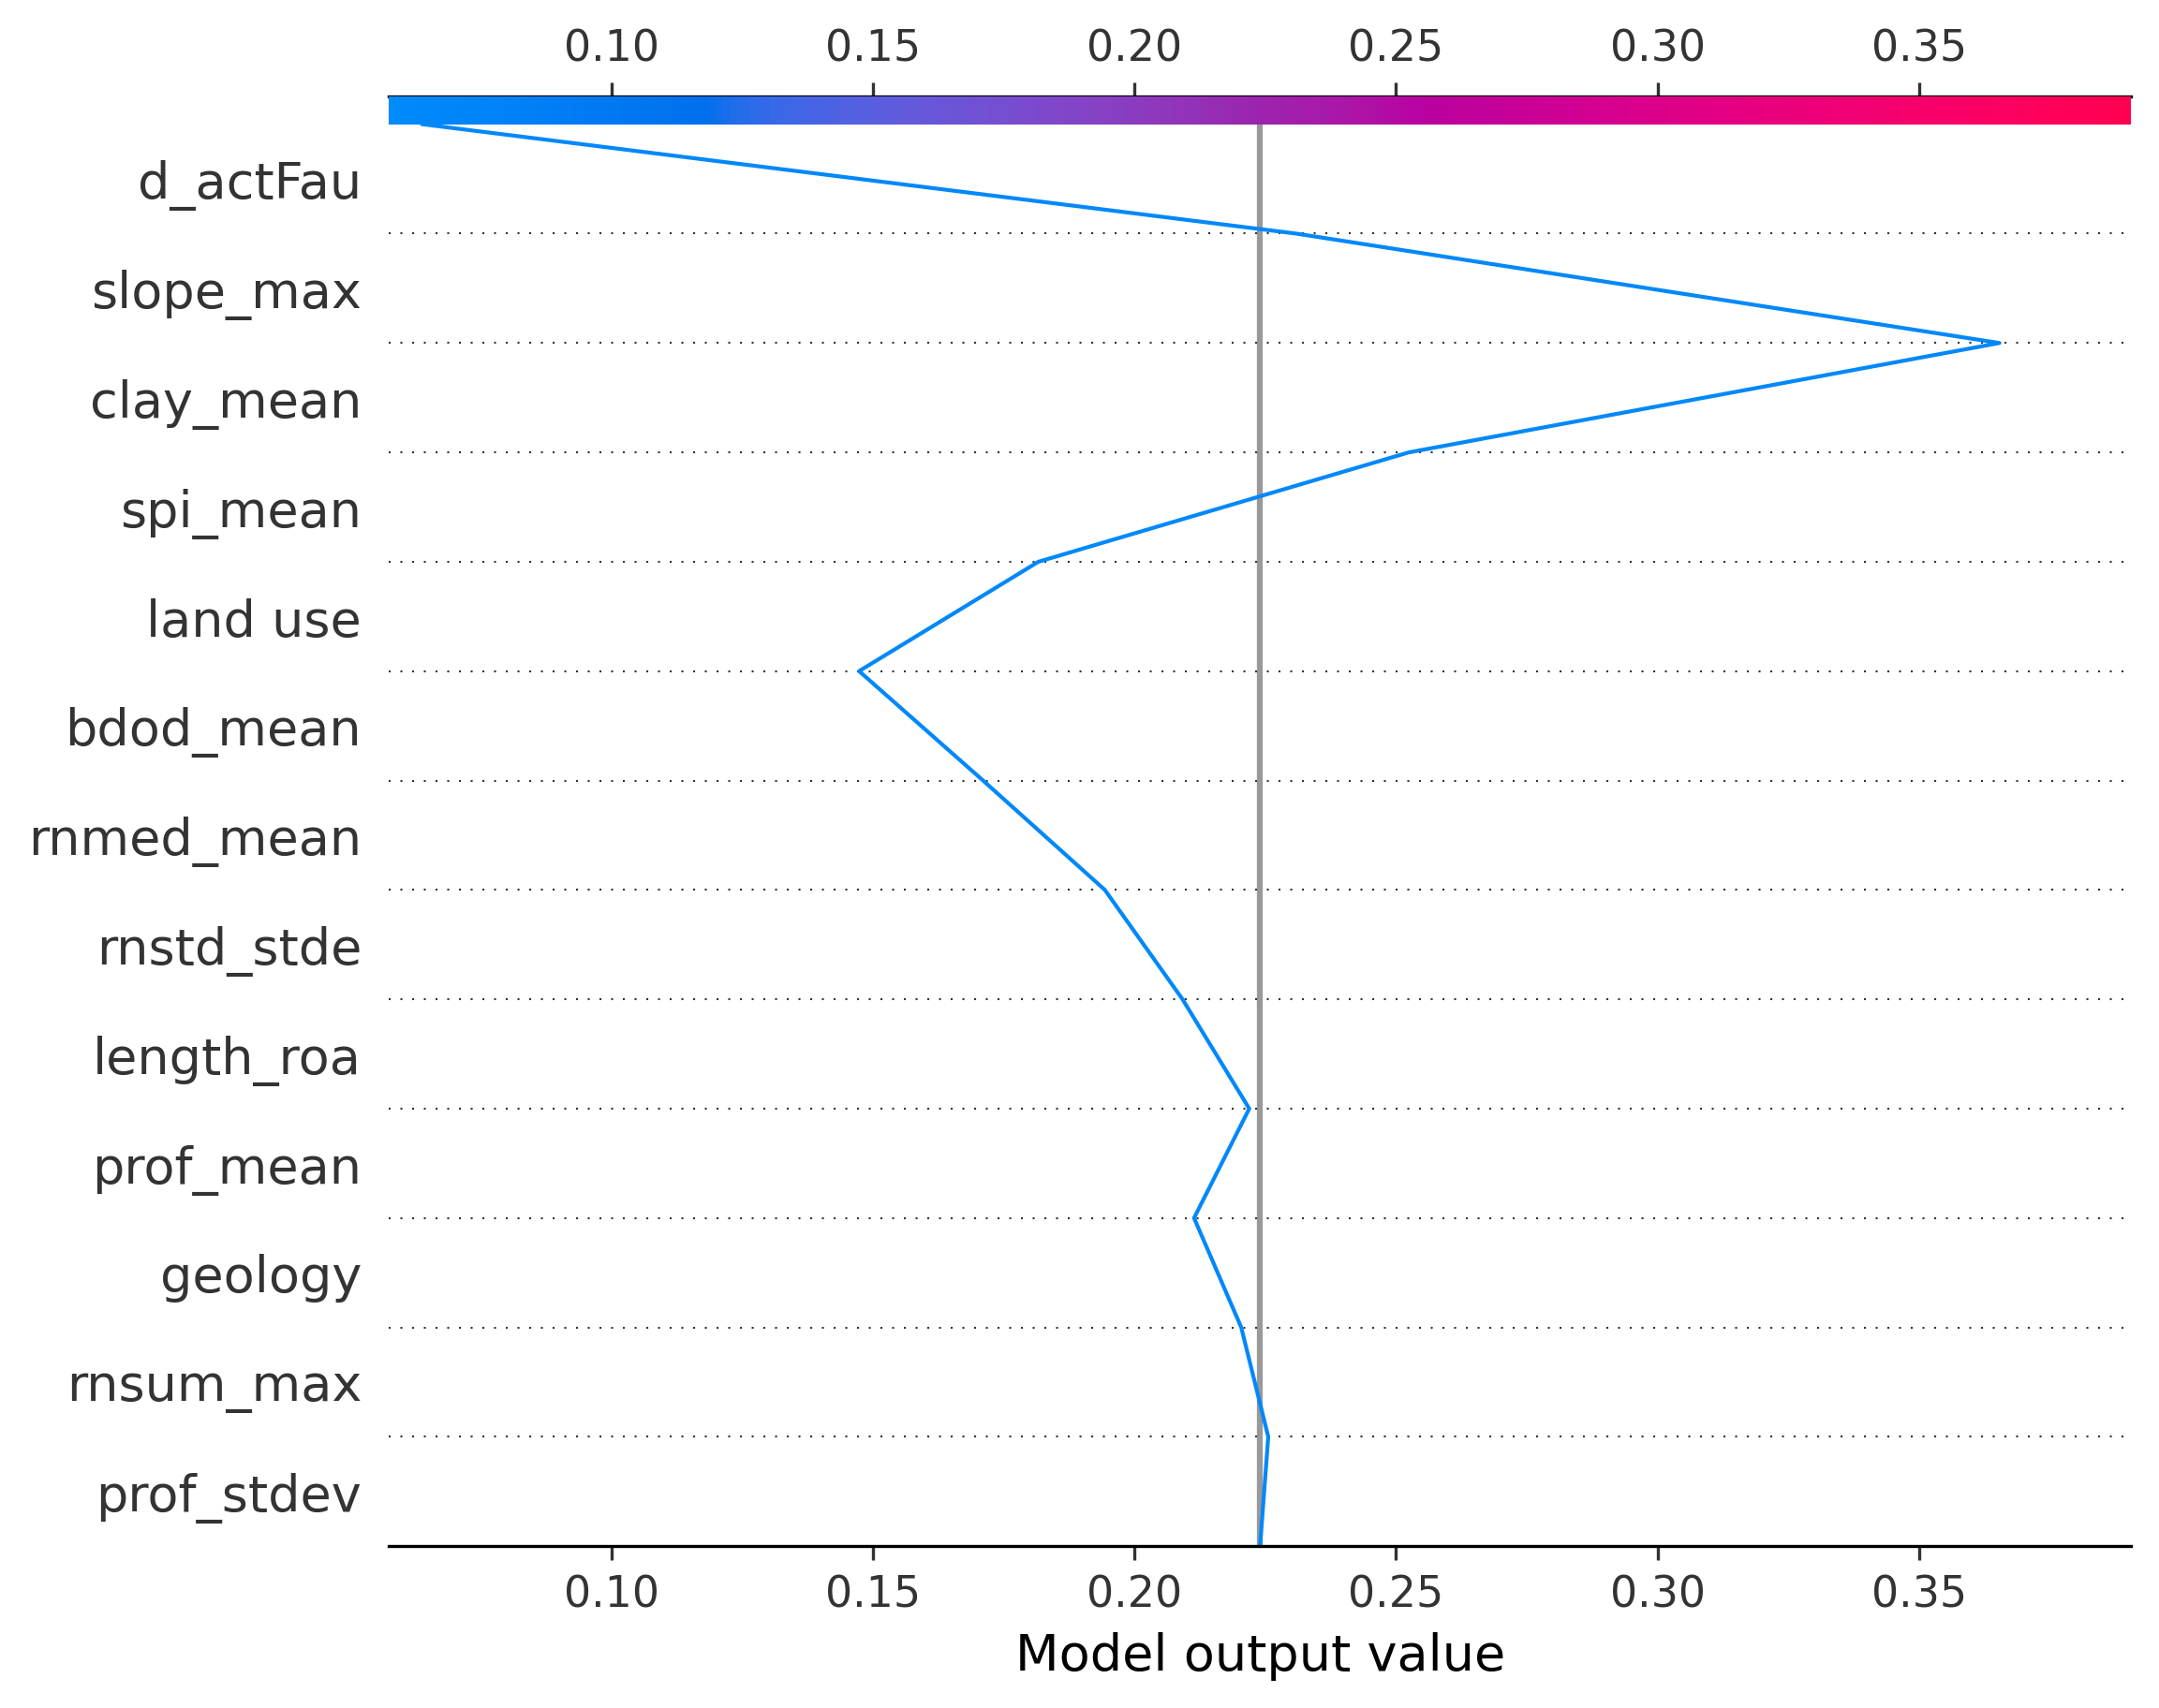 0.10 0.15 0.20 0.25 0.30 0.35
d_actFau
slope_max
clay_mean
spi_mean
land use
bdod_mean
rnmed_mean
rnstd_stde
length_roa
prof_mean
geology
rnsum_max
prof_stdev
0.10 0.15 0.20 0.25 0.30 0.35
Model output value